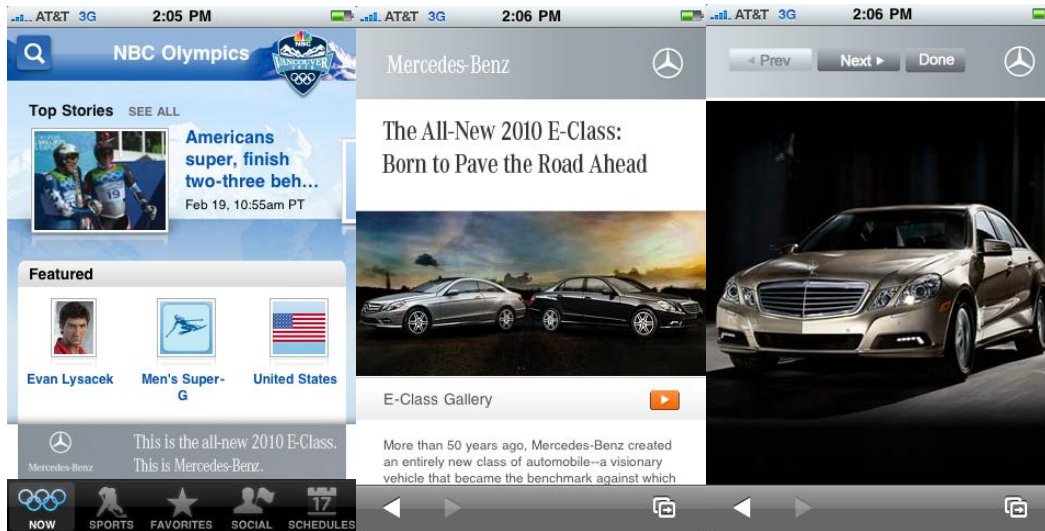 AT&T 3G 2:05 PM
NBC Olympics
NBC
VANCOUVER
2010
Top Stories SEE ALL
Americans
super, finish
two-three beh...
Feb 19, 10:55am PT
19
Featured
Evan Lysacek
Men's Super-
G
United States
Mercedes-Benz
This is the all-new 2010 E-Class.
This is Mercedes-Benz.
17
NOW SPORTS FAVORITES SOCIAL SCHEDULES
AT&T 3G 2:06 PM
Mercedes-Benz
The All-New 2010 E-Class:
Born to Pave the Road Ahead
E-Class Gallery
More than 50 years ago, Mercedes-Benz created
an entirely new class of automobile--a visionary
vehicle that became the benchmark against which
AT&T 3G 2:06 PM
Prev Next Done